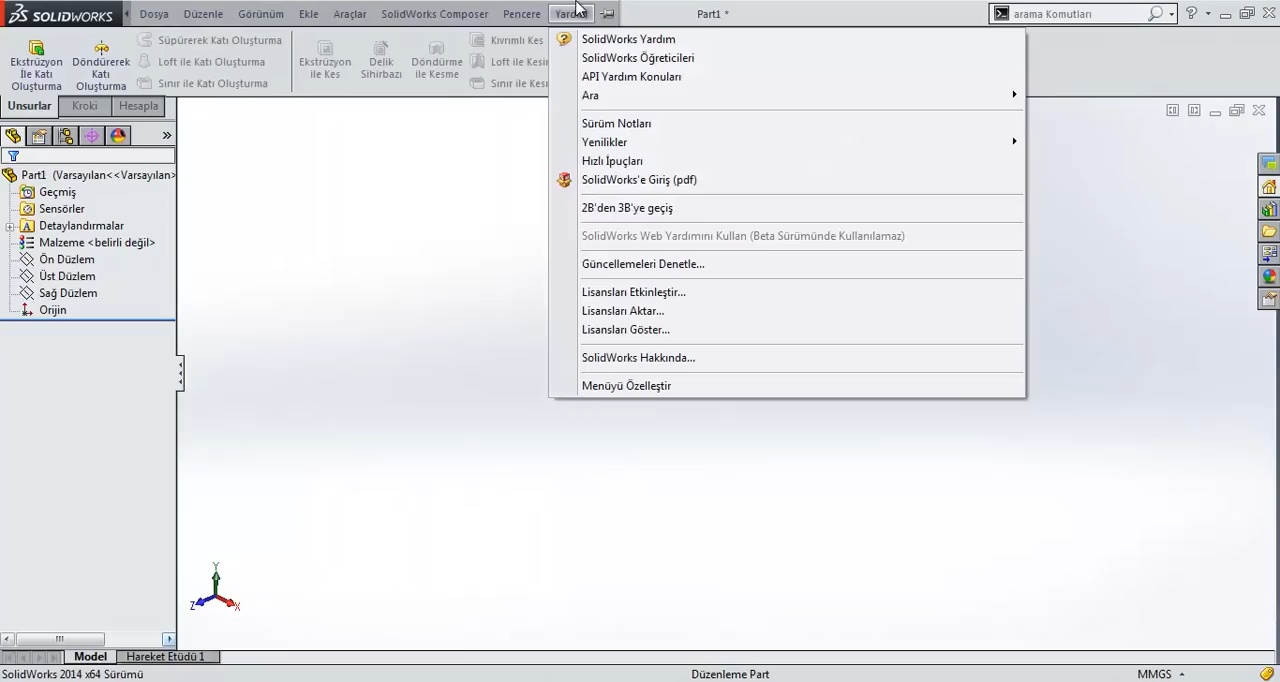 SOLIDWORKS
Dosya Düzenle Görünüm Ekle Araçlar SolidWorks Composer Pencere
Part1 *
arama Komutları
Ekstrüzyon İle Katı Oluşturma
Döndürerek Katı Oluşturma
Süpürerek Katı Oluşturma
Loft ile Katı Oluşturma
Sınır ile Katı Oluşturma
Ekstrüzyon ile Kes
Delik Sihirbazı
Döndürme ile Kesme
Kıvrımlı Kes
Loft ile
Sınır ile
Unsurlar Kroki Hesapla
Part1 (Varsayılan<<Varsayılan>
Geçmiş
Sensörler
Detaylandırmalar
Malzeme <belirli değil>
Ön Düzlem
Üst Düzlem
Sağ Düzlem
Orijin
SolidWorks Yardım
SolidWorks Öğreticileri
API Yardım Konuları
Ara
Sürüm Notları
Yenilikler
Hızlı İpuçları
SolidWorks'e Giriş (pdf)
2B'den 3B'ye geçiş
SolidWorks Web Yardımını Kullan (Beta Sürümünde Kullanılamaz)
Güncellemeleri Denetle...
Lisansları Etkinleştir...
Lisansları Aktar...
Lisansları Göster...
SolidWorks Hakkında...
Menüyü Özelleştir
Y
Z
X
Model Hareket Etüdü 1
SolidWorks 2014 x64 Sürümü
Düzenleme Part
MMGS